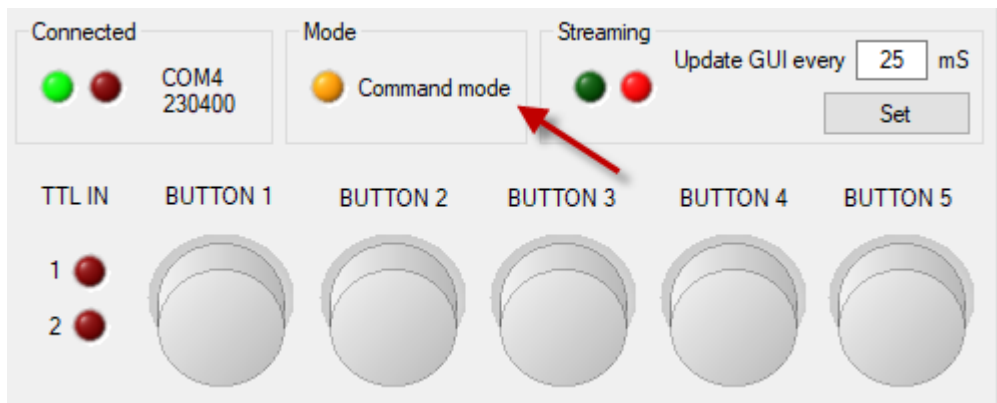 Connected
COM4
230400
Mode
Command mode
Streaming
Update GUI every 25 mS
Set
TTL IN
BUTTON 1
BUTTON 2
BUTTON 3
BUTTON 4
BUTTON 5
1
2